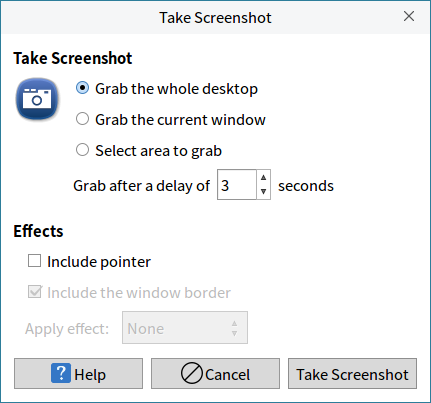 Take Screenshot
Take Screenshot
Grab the whole desktop
Grab the current window
Select area to grab
Grab after a delay of 3 seconds
Effects
Include pointer
Include the window border
Apply effect: None
? Help
Cancel
Take Screenshot